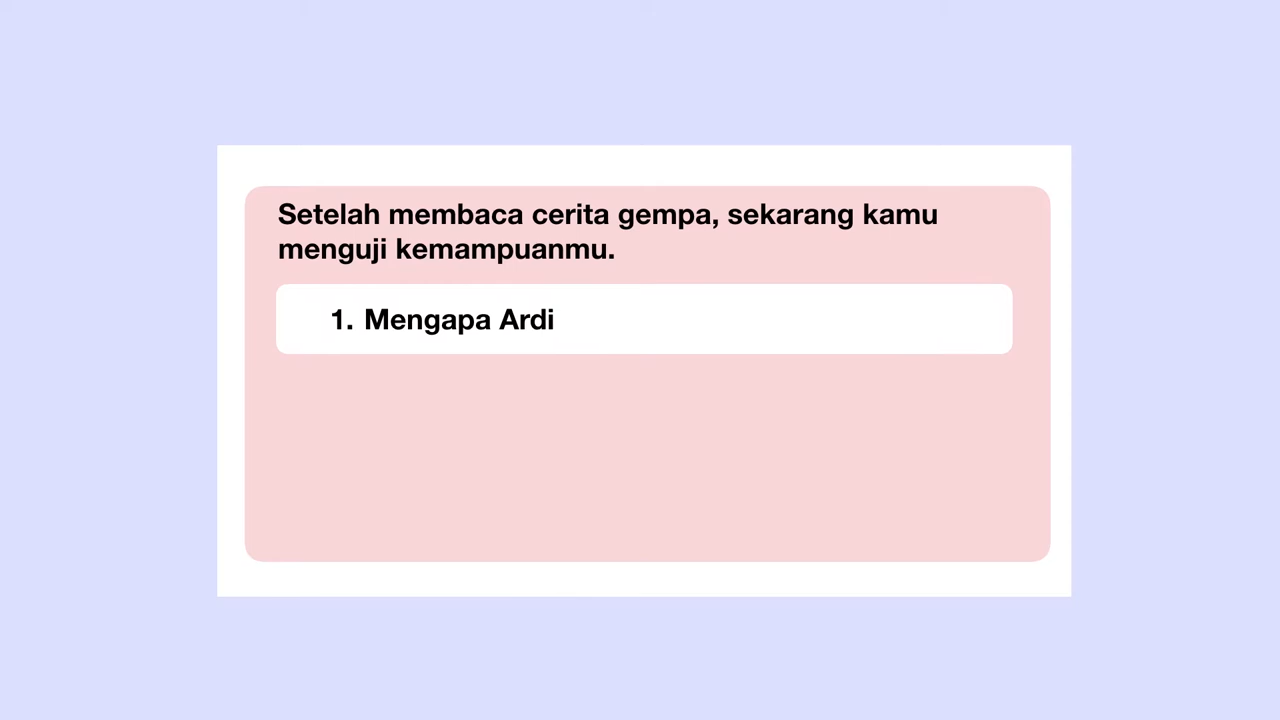 Setelah membaca cerita gempa, sekarang kamu
menguji kemampuanmu.
1. Mengapa Ardi